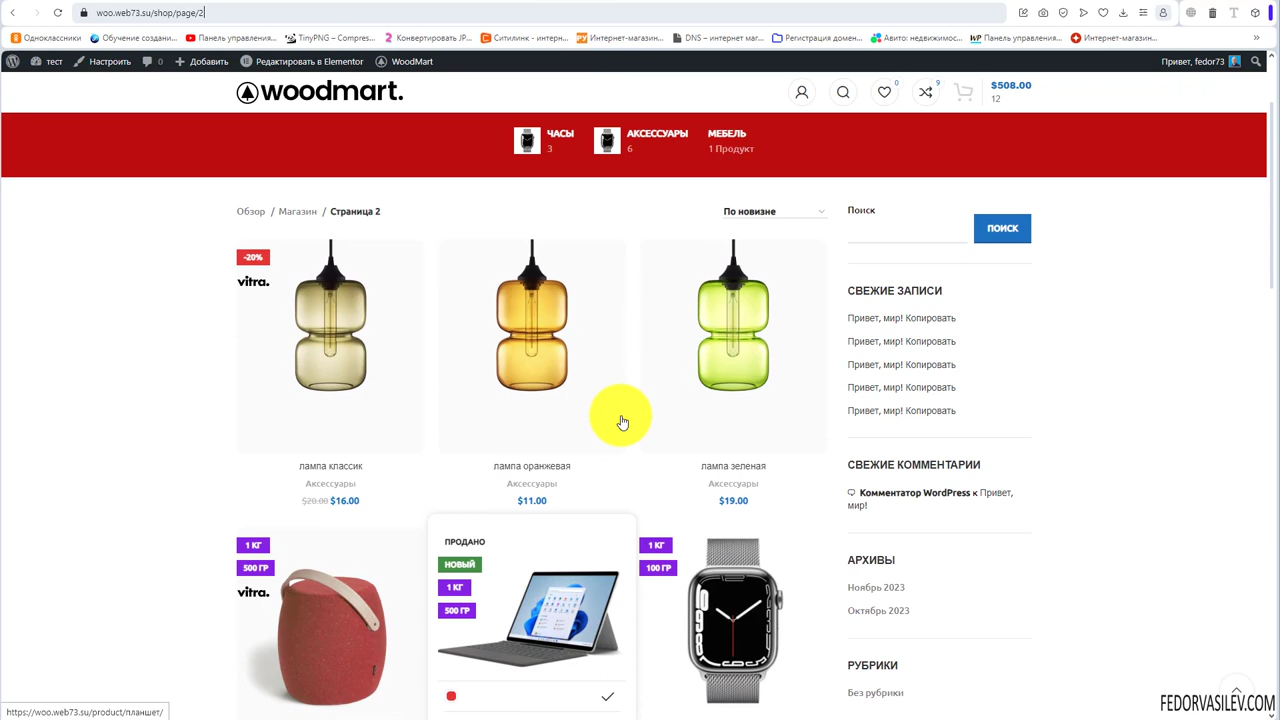 woo.web73.su/shop/page/2
Одноклассники
Обучение создани...
Панель управления...
TinyPNG – Compres...
Конвертировать JP...
Ситилинк - интерн...
Интернет-магазин...
DNS – интернет маг...
Регистрация домен...
Авито: недвижимос...
Панель управления...
Интернет-магазин...
тест
Настроить
0
Добавить
Редактировать в Elementor
WoodMart
Привет, fedor73
woodmart.
0
9
$508.00
12
ЧАСЫ
3
АКСЕССУАРЫ
6
МЕБЕЛЬ
1 Продукт
Обзор / Магазин / Страница 2
По новизне
Поиск
ПОИСК
-20%
vitra.
лампа классик
Аксессуары
$20.00 $16.00
лампа оранжевая
Аксессуары
$11.00
лампа зеленая
Аксессуары
$19.00
СВЕЖИЕ ЗАПИСИ
Привет, мир! Копировать
Привет, мир! Копировать
Привет, мир! Копировать
Привет, мир! Копировать
Привет, мир! Копировать
СВЕЖИЕ КОММЕНТАРИИ
Комментатор WordPress к Привет,
мир!
1 КГ
500 ГР
vitra.
ПРОДАНО
НОВЫЙ
1 КГ
500 ГР
1 КГ
100 ГР
АРХИВЫ
Ноябрь 2023
Октябрь 2023
РУБРИКИ
Без рубрики
https://woo.web73.su/product/планшет/
FEDORVASILEV.COM